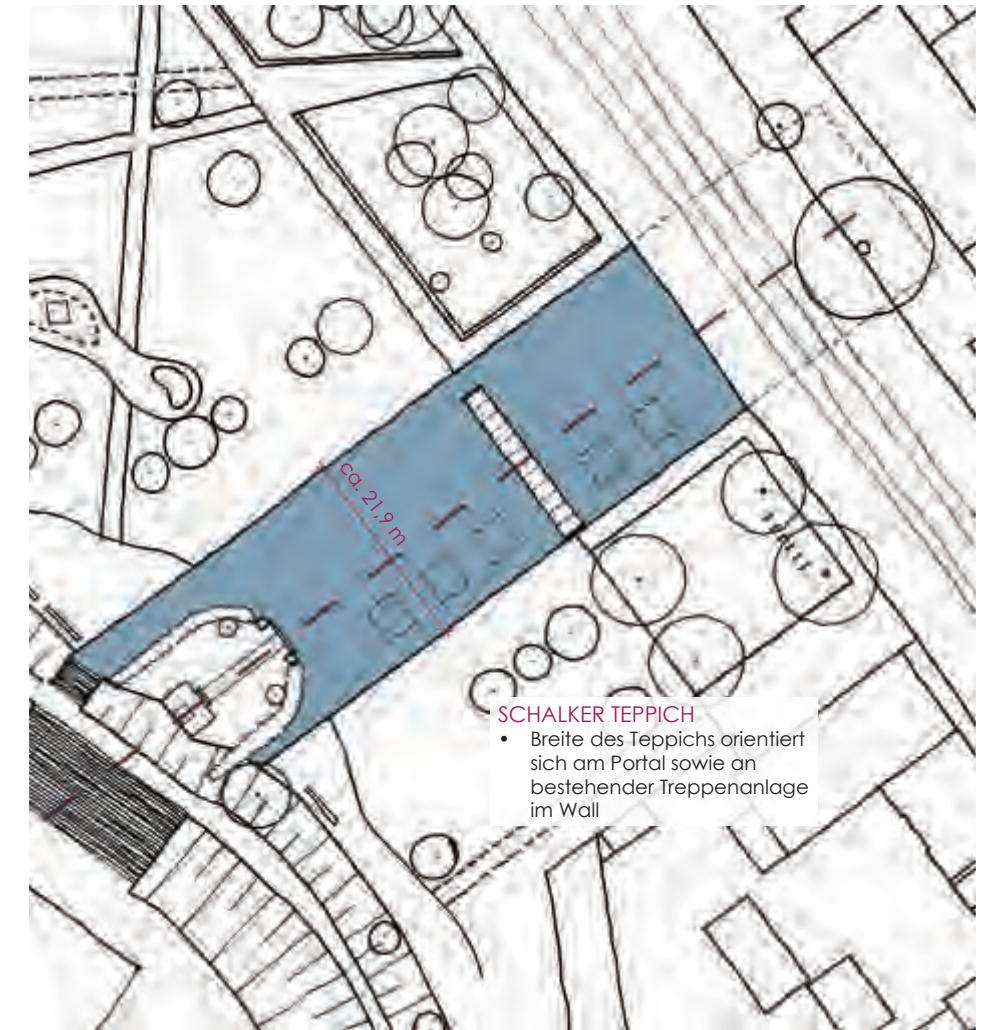 ca. 21,9 m
SCHALKER TEPPICH
• Breite des Teppichs orientiert
sich am Portal sowie an
bestehender Treppenanlage
im Wall